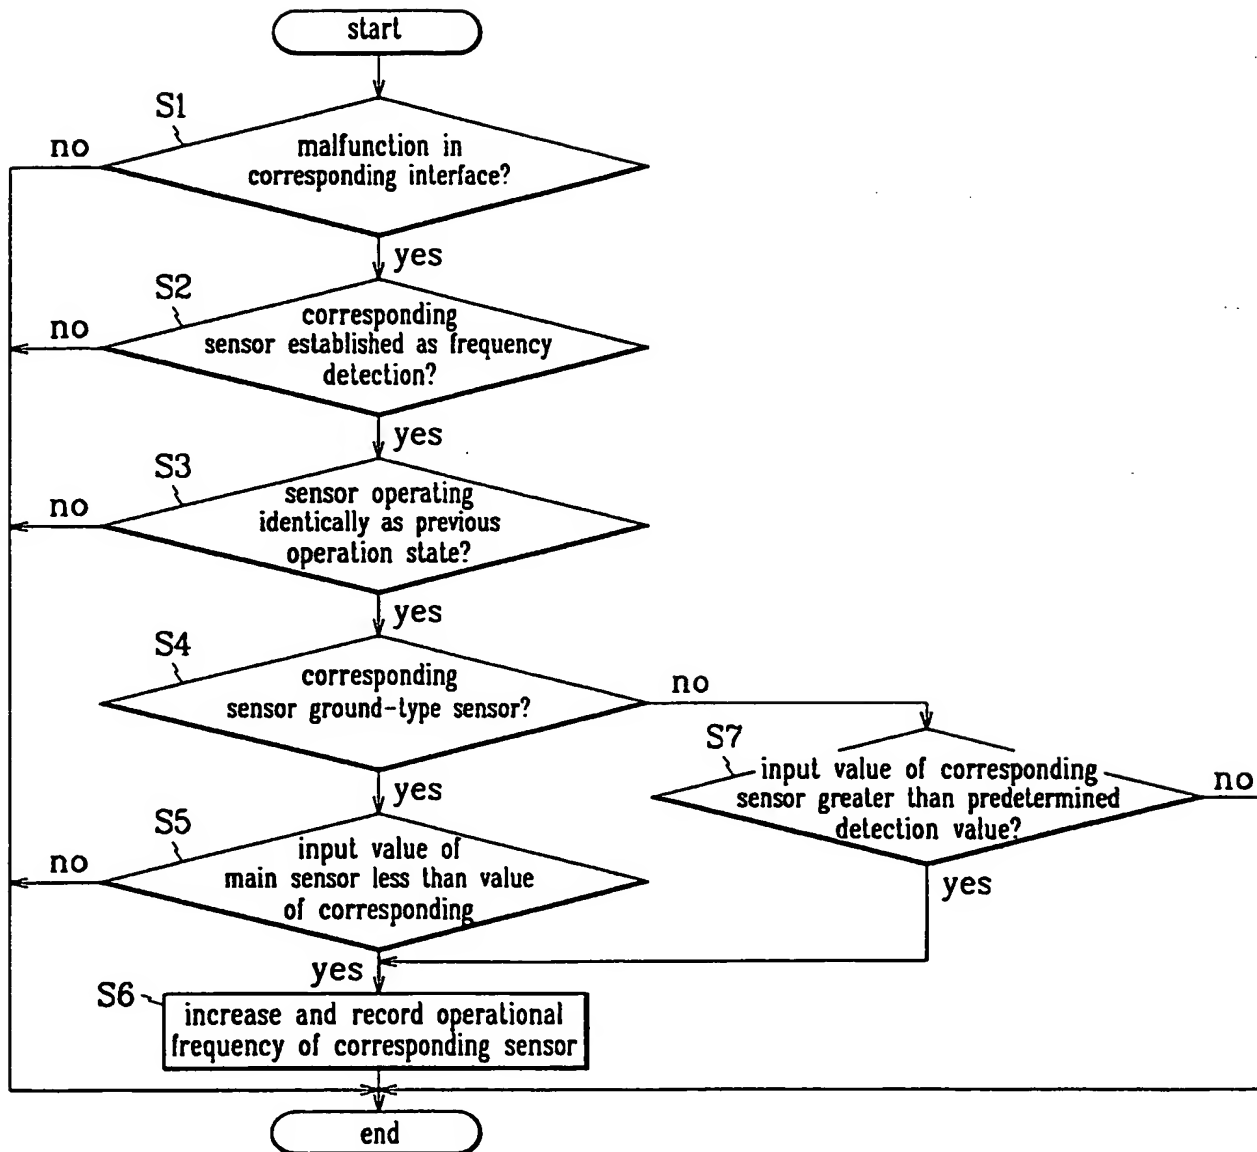 start
S1
no
malfunction in
corresponding interface?
yes
S2
no
corresponding
sensor established as frequency
detection?
yes
S3
no
sensor operating
identically as previous
operation state?
yes
S4
corresponding
sensor ground-type sensor?
no
yes
S7
input value of corresponding
sensor greater than predetermined
detection value?
no
yes
S5
no
input value of
main sensor less than value
of corresponding
yes
S6
increase and record operational
frequency of corresponding sensor
end